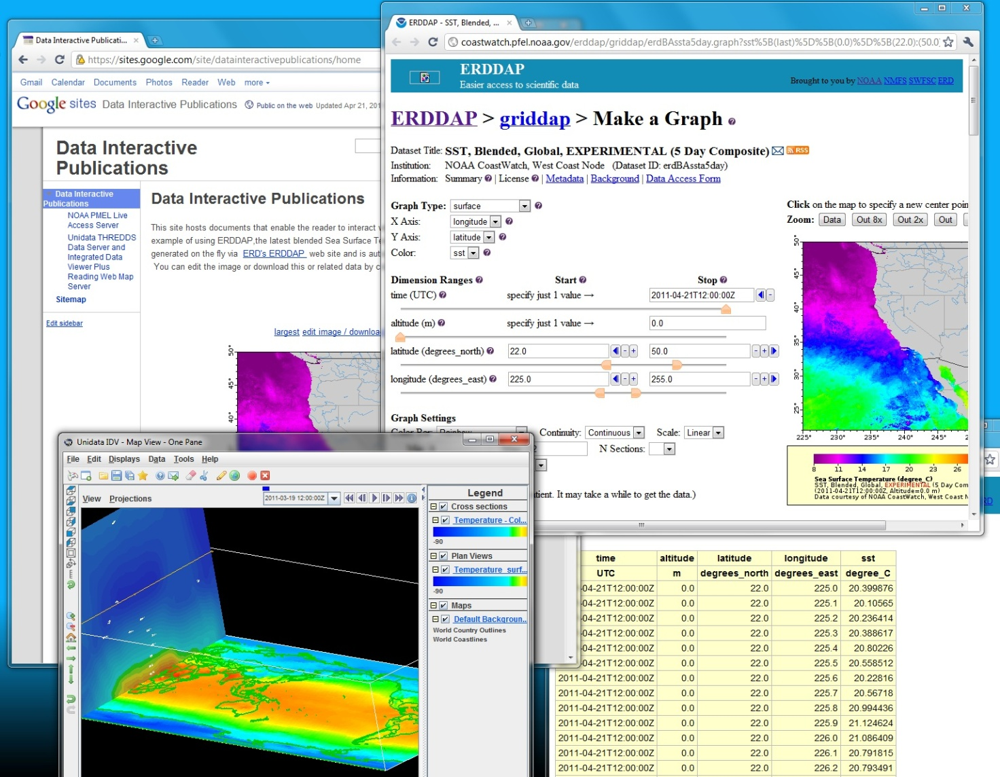 Data Interactive Publicati...
https://sites.google.com/site/datainteractivepublications/home
Gmail Calendar Documents Photos Reader Web more
Google sites Data Interactive Publications Public on the web Updated Apr 21, 201
Data Interactive
Publications
Data Interactive
Publications
NOAA PMEL Live
Access Server
Unidata THREDDS
Data Server and
Integrated Data
Viewer Plus
Reading Web Map
Server
Sitemap
Edit sidebar
Data Interactive Publications
This site hosts documents that enable the reader to interact
example of using ERDDAP,the latest blended Sea Surface
generated on the fly via ERD's ERDDAP web site and is
You can edit the image or download this or related data by
largest edit image / downloa
50°
45°
40°
ERDDAP - SST, Blended, ...
coastwatch.pfel.noaa.gov/erddap/griddap/erdBAssta5day.graph?sst%5B(last)%5D%5B(0.0)%5D%5B(22.0):(50.0)
ERDDAP
Easier access to scientific data
Brought to you by NOAA NMFS SWFSC ERD
ERDDAP > griddap > Make a Graph ?
Dataset Title: SST, Blended, Global, EXPERIMENTAL (5 Day Composite) RSS
Institution: NOAA CoastWatch, West Coast Node (Dataset ID: erdBAssta5day)
Information: Summary ? | License ? | Metadata | Background | Data Access Form
Graph Type: surface ?
X Axis: longitude ?
Y Axis: latitude ?
Color: sst ?
Dimension Ranges ? Start ? Stop ?
time (UTC) ? specify just 1 value → 2011-04-21T12:00:00Z -
altitude (m) ? specify just 1 value → 0.0
latitude (degrees_north) ? 22.0 - + 50.0 - +
longitude (degrees_east) ? 225.0 - + 255.0 - +
Graph Settings
Continuity: Continuous Scale: Linear
N Sections:
tient. It may take a while to get the data.)
Click on the map to specify a new center poin
Zoom: Data Out 8x Out 2x Out
50°
45°
40°
35°
30°
25°
225° 230° 235° 240° 245° 2
8 11 14 17 20 23 26
Sea Surface Temperature (degree_C)
SST, Blended, Global, EXPERIMENTAL (5 Day Com
(2011-04-21T12:00:00Z, Altitude=0.0 m)
Data courtesy of NOAA CoastWatch, West Coast N
Unidata IDV - Map View - One Pane
File Edit Displays Data Tools Help
View Projections 2011-03-19 12:00:00Z
Legend
Cross sections
Temperature - Col...
-90
Plan Views
Temperature surf...
-90
Maps
Default Backgroun..
World Country Outlines
World Coastlines
time altitude latitude longitude sst
UTC m degrees_north degrees_east degree_C
-04-21T12:00:00Z 0.0 22.0 225.0 20.399876
-04-21T12:00:00Z 0.0 22.0 225.1 20.10565
-04-21T12:00:00Z 0.0 22.0 225.2 20.236414
-04-21T12:00:00Z 0.0 22.0 225.3 20.388617
-04-21T12:00:00Z 0.0 22.0 225.4 20.80226
-04-21T12:00:00Z 0.0 22.0 225.5 20.558512
2011-04-21T12:00:00Z 0.0 22.0 225.6 20.22816
2011-04-21T12:00:00Z 0.0 22.0 225.7 20.56718
2011-04-21T12:00:00Z 0.0 22.0 225.8 20.994436
2011-04-21T12:00:00Z 0.0 22.0 225.9 21.124624
2011-04-21T12:00:00Z 0.0 22.0 226.0 21.086409
2011-04-21T12:00:00Z 0.0 22.0 226.1 20.791815
2011-04-21T12:00:00Z 0.0 22.0 226.2 20.793491